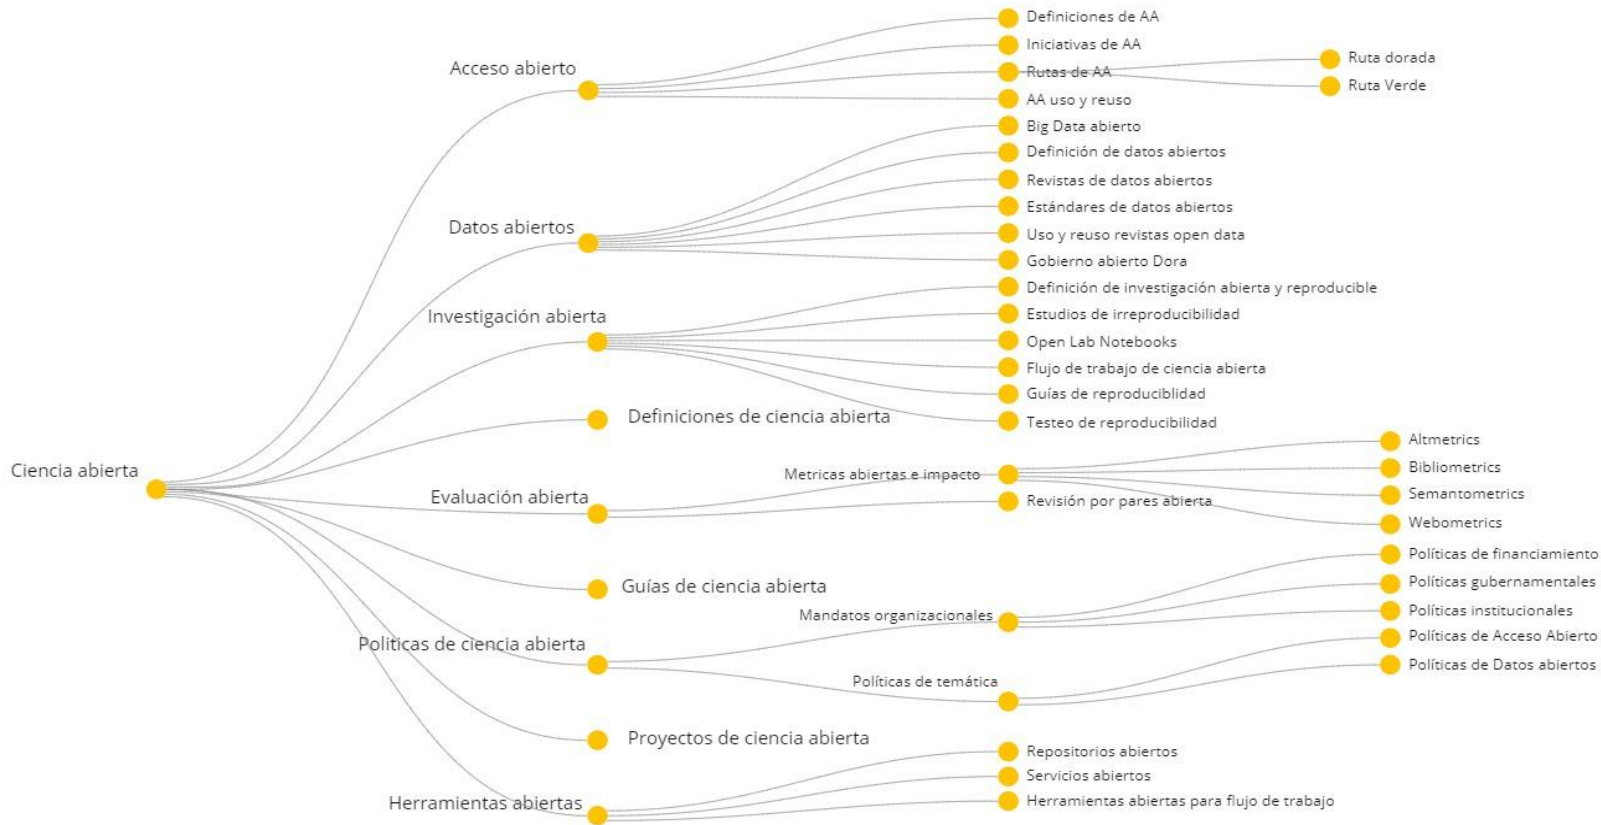 Ciencia abierta
Acceso abierto
Definiciones de AA
Iniciativas de AA
Rutas de AA
Ruta dorada
Ruta Verde
AA uso y reuso
Datos abiertos
Big Data abierto
Definición de datos abiertos
Revistas de datos abiertos
Estándares de datos abiertos
Uso y reuso revistas open data
Gobierno abierto Dora
Investigación abierta
Definición de investigación abierta y reproducible
Estudios de irreproducibilidad
Open Lab Notebooks
Flujo de trabajo de ciencia abierta
Guías de reproduciblidad
Testeo de reproducibilidad
Definiciones de ciencia abierta
Evaluación abierta
Metricas abiertas e impacto
Altmetrics
Bibliometrics
Semantometrics
Webometrics
Revisión por pares abierta
Guías de ciencia abierta
Politicas de ciencia abierta
Mandatos organizacionales
Políticas de financiamiento
Políticas gubernamentales
Políticas institucionales
Políticas de temática
Políticas de Acceso Abierto
Políticas de Datos abiertos
Proyectos de ciencia abierta
Herramientas abiertas
Repositorios abiertos
Servicios abiertos
Herramientas abiertas para flujo de trabajo